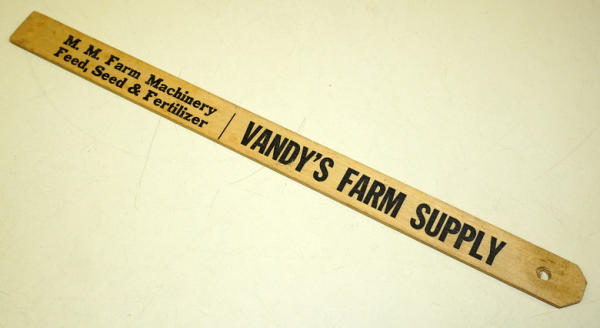 M. M. Farm Machinery
Feed, Seed & Fertilizer
VANDY'S FARM SUPPLY